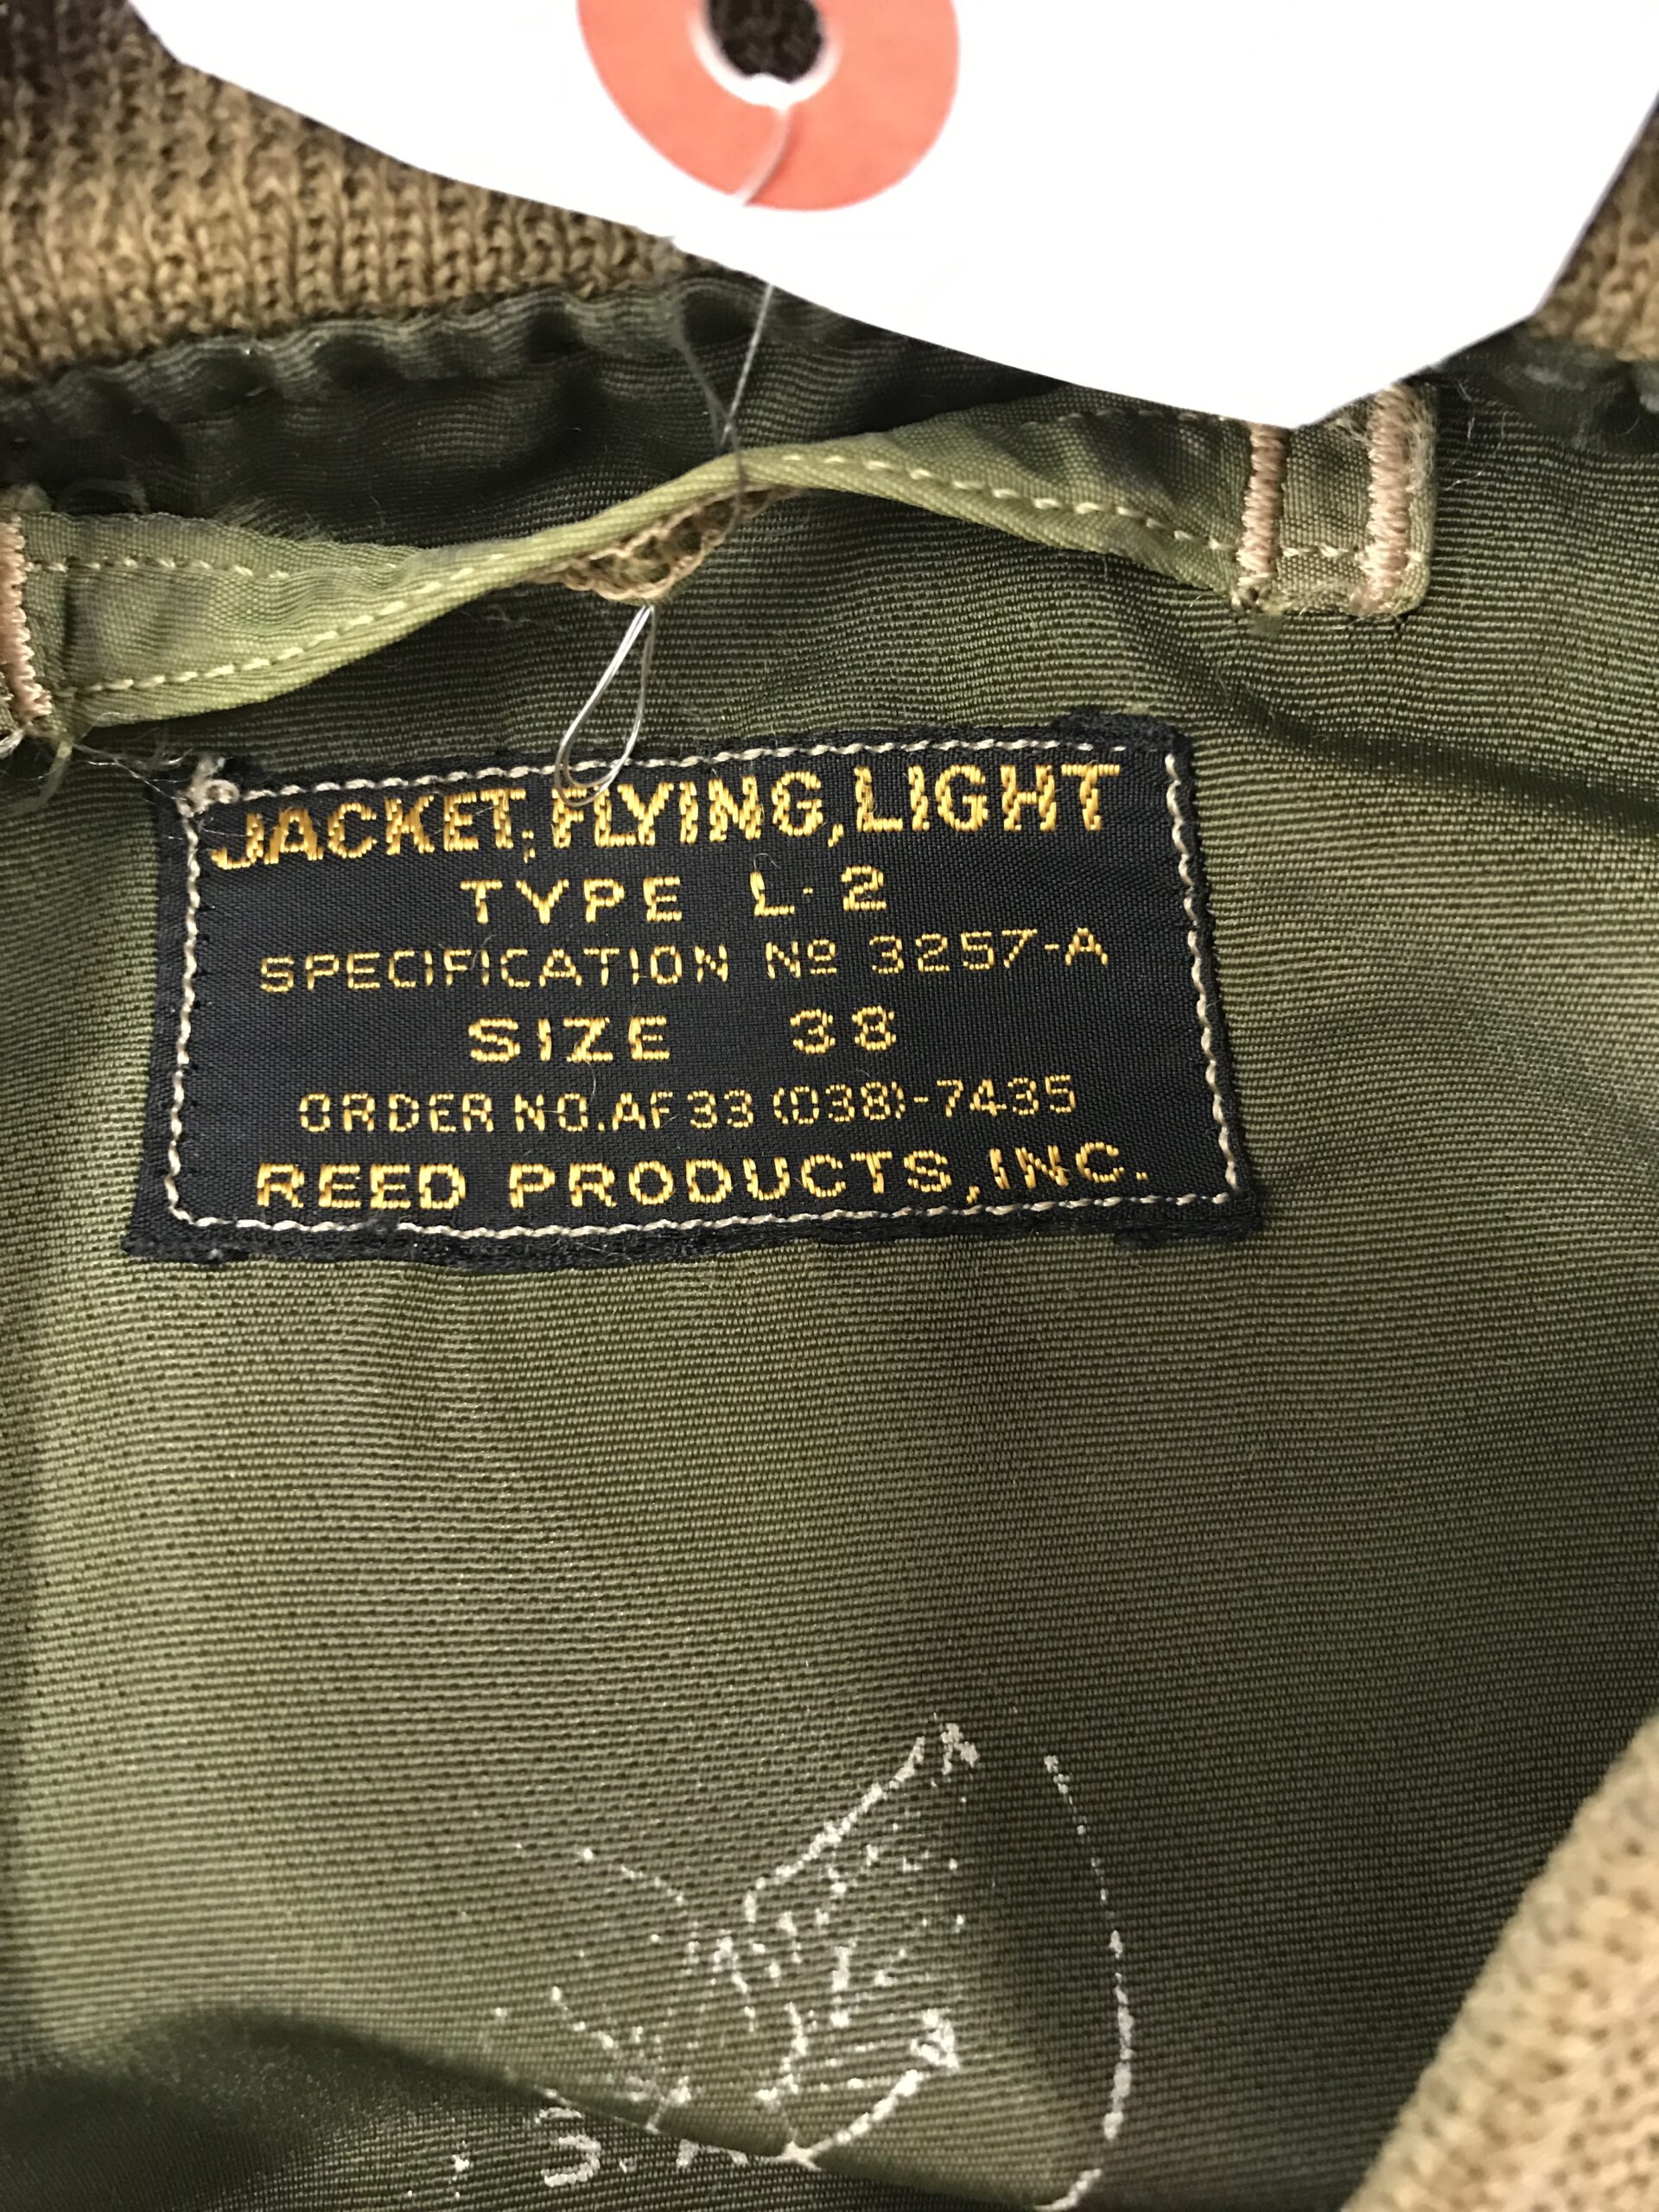 JACKET, FLYING, LIGHT
TYPE L-2
SPECIFICATION Nº 3257-A
SIZE 38
ORDER NO. AF 33 (038)-7435
REED PRODUCTS, INC.